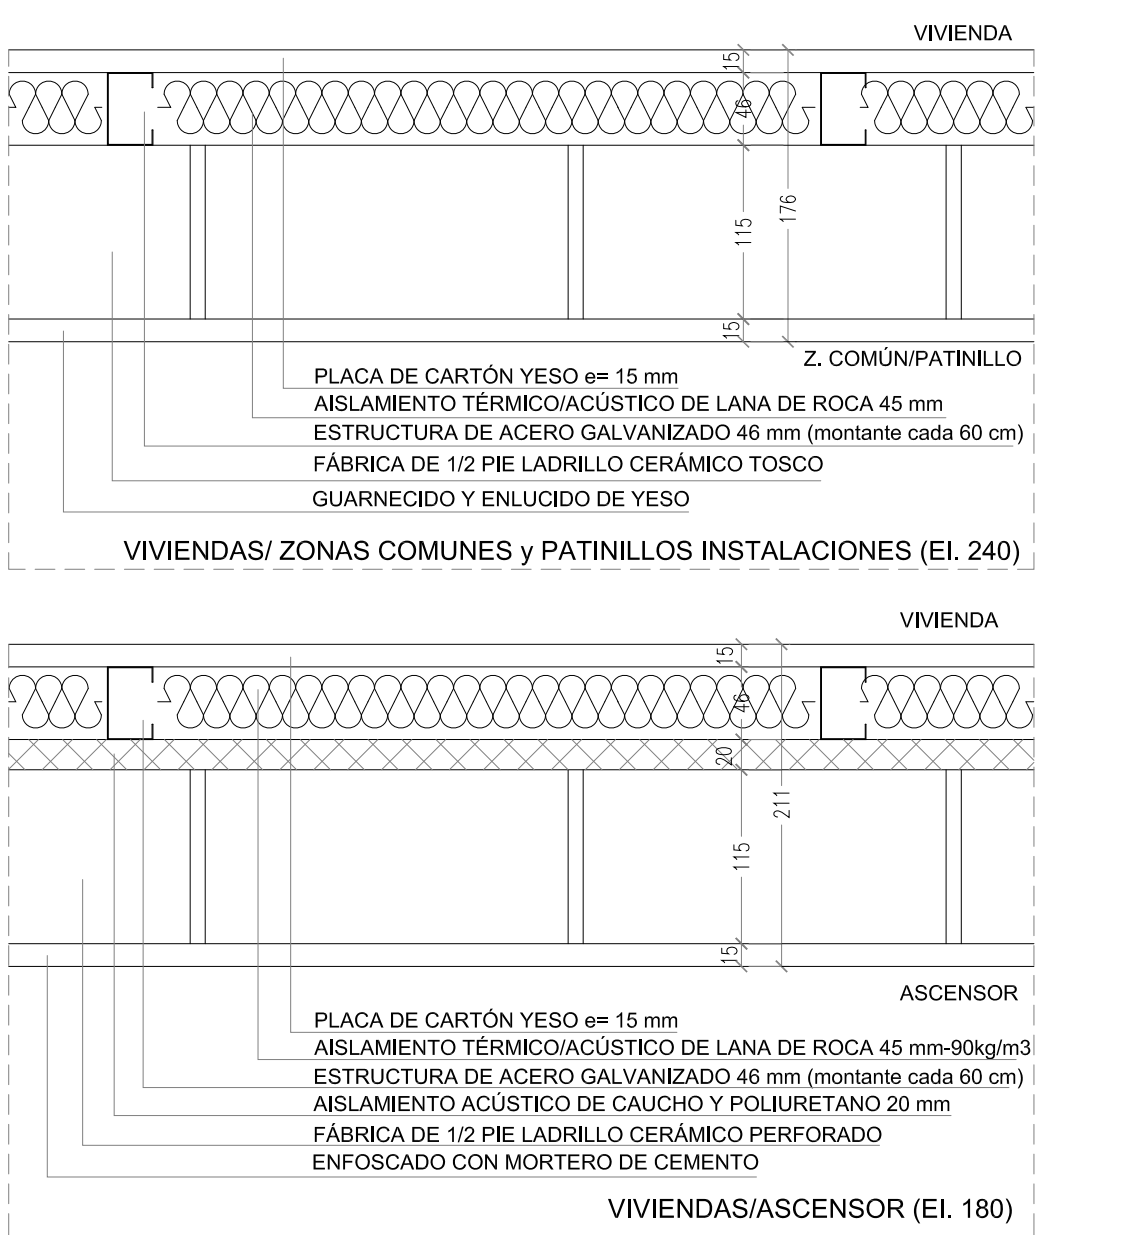 VIVIENDA
15
46
115
176
15
Z. COMÚN/PATINILLO
PLACA DE CARTÓN YESO e= 15 mm
AISLAMIENTO TÉRMICO/ACÚSTICO DE LANA DE ROCA 45 mm
ESTRUCTURA DE ACERO GALVANIZADO 46 mm (montante cada 60 cm)
FÁBRICA DE 1/2 PIE LADRILLO CERÁMICO TOSCO
GUARNECIDO Y ENLUCIDO DE YESO
VIVIENDAS/ ZONAS COMUNES y PATINILLOS INSTALACIONES (EI. 240)
VIVIENDA
15
46
20
211
115
15
ASCENSOR
PLACA DE CARTÓN YESO e= 15 mm
AISLAMIENTO TÉRMICO/ACÚSTICO DE LANA DE ROCA 45 mm-90kg/m3
ESTRUCTURA DE ACERO GALVANIZADO 46 mm (montante cada 60 cm)
AISLAMIENTO ACÚSTICO DE CAUCHO Y POLIURETANO 20 mm
FÁBRICA DE 1/2 PIE LADRILLO CERÁMICO PERFORADO
ENFOSCADO CON MORTERO DE CEMENTO
VIVIENDAS/ASCENSOR (EI. 180)